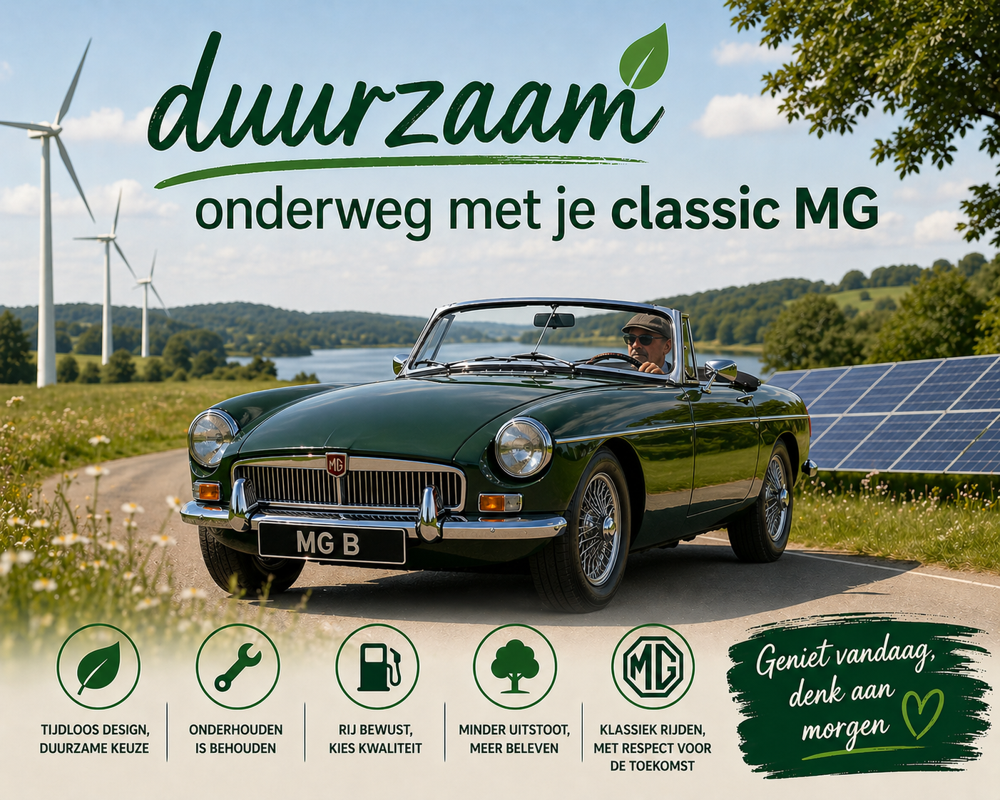 duurzaam
onderweg met je classic MG
MG
MG B
TIJDLOOS DESIGN,
DUURZAME KEUZE
ONDERHOUDEN
IS BEHOUDEN
RIJ BEWUST,
KIES KWALITEIT
MINDER UITSTOOT,
MEER BELEVEN
MG
KLASSIEK RIJDEN,
MET RESPECT VOOR
DE TOEKOMST
Geniet vandaag,
denk aan
morgen